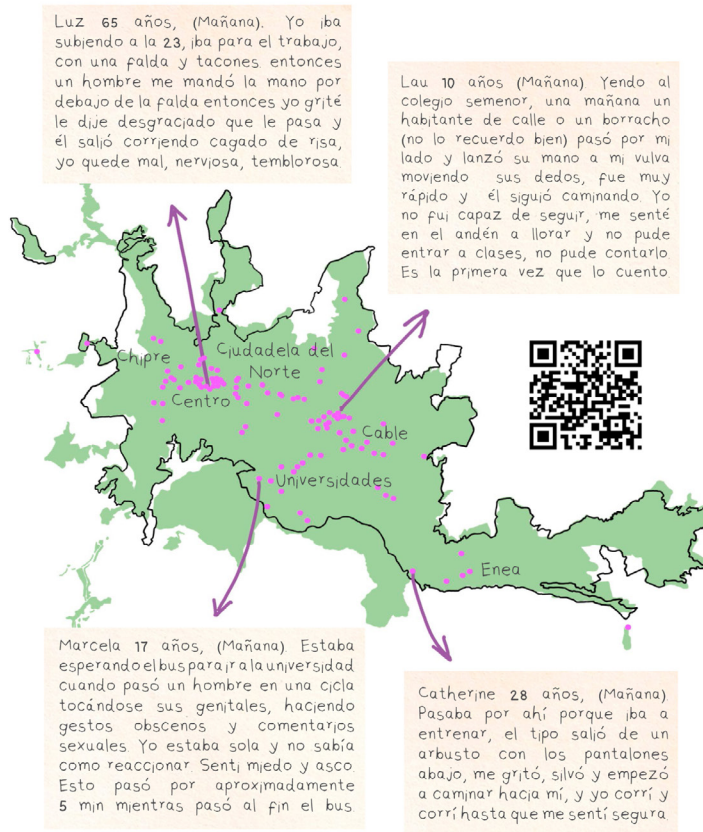 Luz 65 años, (Mañana). Yo iba
subiendo a la 23, iba para el trabajo,
con una falda y tacones entonces
un hombre me mandó la mano por
debajo de la falda entonces yo grité
le dije desgraciado que le pasa y
él salió corriendo cagado de risa,
yo quede mal, nerviosa, temblorosa
Lau 10 años (Mañana) Yendo al
colegio semenor, una mañana un
habitante de calle o un borracho
(no lo recuerdo bien) pasó por mi
lado y lanzó su mano a mi vulva
moviendo sus dedos, fue muy
rápido y él siguió caminando. Yo
no fui capaz de seguir, me senté
en el andén a llorar y no pude
entrar a clases, no pude contarlo.
Es la primera vez que lo cuento
Chipre
Ciudadela del
Norte
Centro
Cable
Universidades
Enea
Marcela 17 años, (Mañana). Estaba
esperando el bus para ir a la universidad
cuando pasó un hombre en una cicla
tocándose sus genitales, haciendo
gestos obscenos y comentarios
sexuales. Yo estaba sola y no sabía
como reaccionar. Sentí miedo y asco.
Esto pasó por aproximadamente
5 min mientras pasó al fin el bus
Catherine 28 años, (Mañana)
Pasaba por ahí porque iba a
entrenar, el tipo salió de un
arbusto con los pantalones
abajo, me gritó, silvó y empezó
a caminar hacia mí, y yo corrí y
corrí hasta que me sentí segura